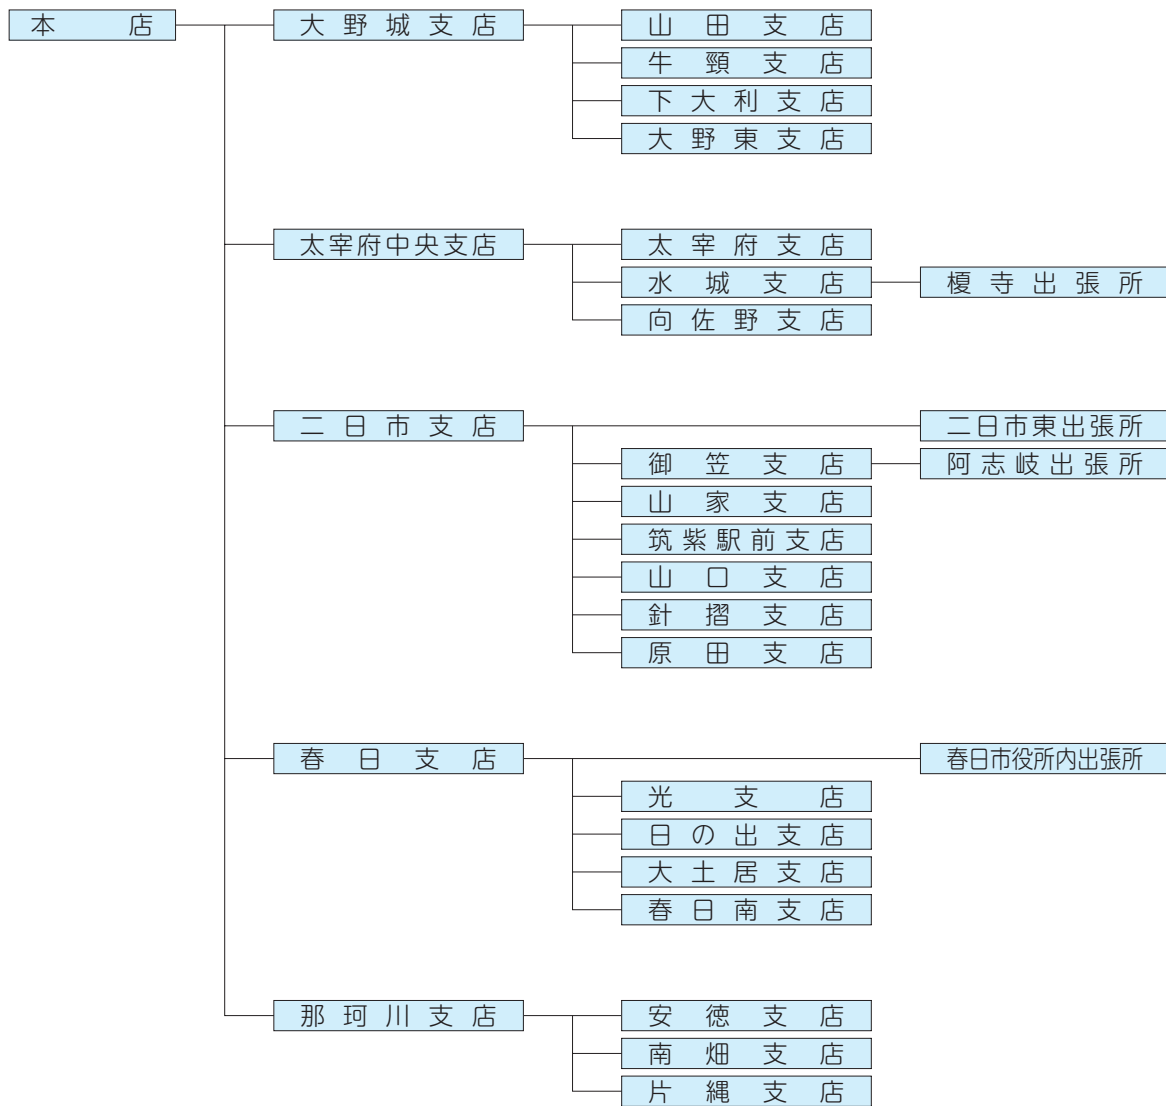 本店 大野城支店 山田支店
牛頸支店
下大利支店
大野東支店
太宰府中央支店 太宰府支店
水城支店 榎寺出張所
向佐野支店
二日市支店 二日市東出張所
御笠支店 阿志岐出張所
山家支店
筑紫駅前支店
山口支店
針摺支店
原田支店
春日支店 春日市役所内出張所
光支店
日の出支店
大土居支店
春日南支店
那珂川支店 安徳支店
南畑支店
片縄支店